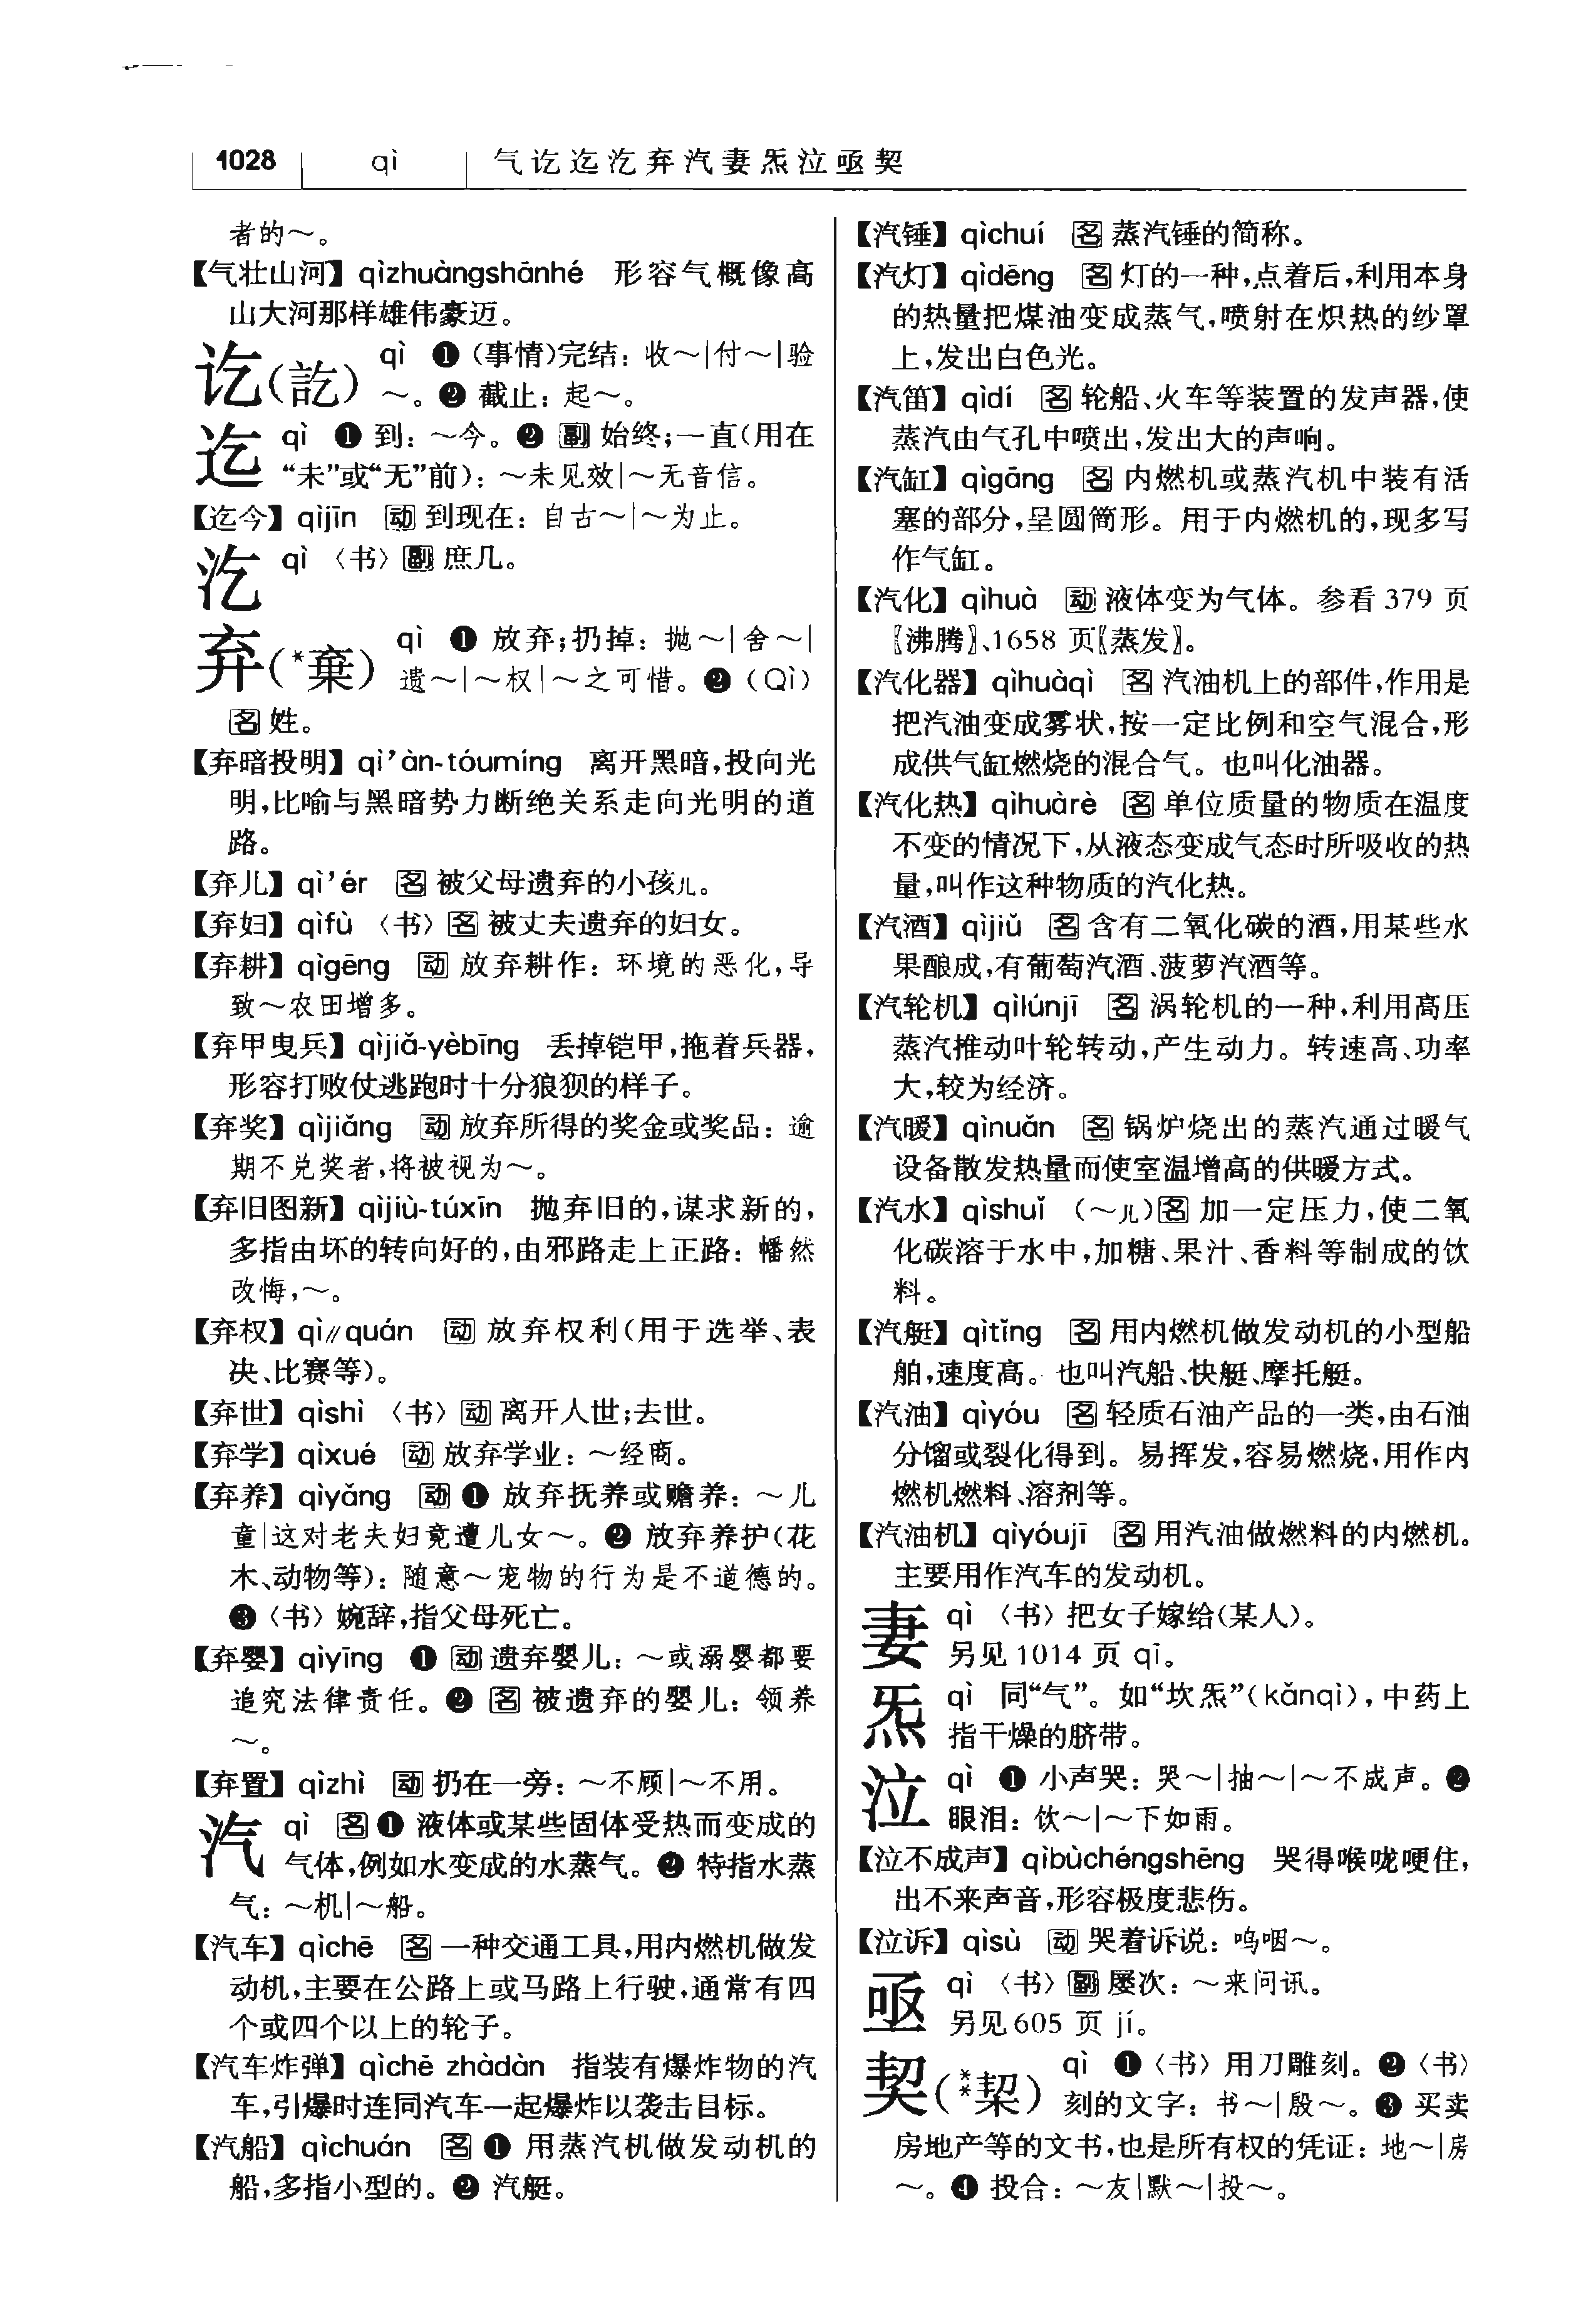 1028 qì 气讫迄汔弃汽妻炁泣亟契
者的～。
【气壮山河】qìzhuàngshānhé 形容气概像高
山大河那样雄伟豪迈。
讫(訖) qì ❶(事情)完结：收～|付～|验
～。❷ 截止：起～。
迄 qì ❶ 到：～今。❷ 副 始终；一直(用在
“未”或“无”前)：～未见效|～无音信。
【迄今】qìjīn 动 到现在：自古～|～为止。
汔 qì〈书〉副 庶几。
弃(*棄) qì ❶ 放弃；扔掉：抛～|舍～|
遗～|～权|～之可惜。❷（Qì）
名 姓。
【弃暗投明】qì’àn-tóumíng 离开黑暗，投向光
明，比喻与黑暗势力断绝关系走向光明的道
路。
【弃儿】qì’ér 名 被父母遗弃的小孩儿。
【弃妇】qìfù〈书〉名 被丈夫遗弃的妇女。
【弃耕】qìgēng 动 放弃耕作：环境的恶化，导
致～农田增多。
【弃甲曳兵】qìjiǎ-yèbīng 丢掉铠甲，拖着兵器，
形容打败仗逃跑时十分狼狈的样子。
【弃奖】qìjiǎng 动 放弃所得的奖金或奖品：逾
期不兑奖者，将被视为～。
【弃旧图新】qìjiù-túxīn 抛弃旧的，谋求新的，
多指由坏的转向好的，由邪路走上正路：幡然
改悔，～。
【弃权】qì//quán 动 放弃权利(用于选举、表
决、比赛等)。
【弃世】qìshì〈书〉动 离开人世；去世。
【弃学】qìxué 动 放弃学业：～经商。
【弃养】qìyǎng 动 ❶ 放弃抚养或赡养：～儿
童|这对老夫妇竟遭儿女～。❷ 放弃养护(花
木、动物等)：随意～宠物的行为是不道德的。
❸〈书〉婉辞，指父母死亡。
【弃婴】qìyīng ❶ 动 遗弃婴儿：～或溺婴都要
追究法律责任。❷ 名 被遗弃的婴儿：领养
～。
【弃置】qìzhì 动 扔在一旁：～不顾|～不用。
汽 qì 名 ❶ 液体或某些固体受热而变成的
气体，例如水变成的水蒸气。❷ 特指水蒸
气：～机|～船。
【汽车】qìchē 名 一种交通工具，用内燃机做发
动机，主要在公路上或马路上行驶，通常有四
个或四个以上的轮子。
【汽车炸弹】qìchē zhàdàn 指装有爆炸物的汽
车，引爆时连同汽车一起爆炸以袭击目标。
【汽船】qìchuán 名 ❶ 用蒸汽机做发动机的
船，多指小型的。❷ 汽艇。
【汽锤】qìchuí 名 蒸汽锤的简称。
【汽灯】qìdēng 名 灯的一种，点着后，利用本身
的热量把煤油变成蒸气，喷射在炽热的纱罩
上，发出白色光。
【汽笛】qìdí 名 轮船、火车等装置的发声器，使
蒸汽由气孔中喷出，发出大的声响。
【汽缸】qìgāng 名 内燃机或蒸汽机中装有活
塞的部分，呈圆筒形。用于内燃机的，现多写
作气缸。
【汽化】qìhuà 动 液体变为气体。参看 379 页
〖沸腾〗、1658 页〖蒸发〗。
【汽化器】qìhuàqì 名 汽油机上的部件，作用是
把汽油变成雾状，按一定比例和空气混合，形
成供气缸燃烧的混合气。也叫化油器。
【汽化热】qìhuàrè 名 单位质量的物质在温度
不变的情况下，从液态变成气态时所吸收的热
量，叫作这种物质的汽化热。
【汽酒】qìjiǔ 名 含有二氧化碳的酒，用某些水
果酿成，有葡萄汽酒、菠萝汽酒等。
【汽轮机】qìlúnjī 名 涡轮机的一种，利用高压
蒸汽推动叶轮转动，产生动力。转速高、功率
大，较为经济。
【汽暖】qìnuǎn 名 锅炉烧出的蒸汽通过暖气
设备散发热量而使室温增高的供暖方式。
【汽水】qìshuǐ （～儿）名 加一定压力，使二氧
化碳溶于水中，加糖、果汁、香料等制成的饮
料。
【汽艇】qìtǐng 名 用内燃机做发动机的小型船
舶，速度高。也叫汽船、快艇、摩托艇。
【汽油】qìyóu 名 轻质石油产品的一类，由石油
分馏或裂化得到。易挥发，容易燃烧，用作内
燃机燃料、溶剂等。
【汽油机】qìyóujī 名 用汽油做燃料的内燃机。
主要用作汽车的发动机。
妻 qì〈书〉把女子嫁给(某人)。
另见 1014 页 qī。
炁 qì 同“气”。如“坎炁”(kǎnqì)，中药上
指干燥的脐带。
泣 qì ❶ 小声哭：哭～|抽～|～不成声。❷
眼泪：饮～|～下如雨。
【泣不成声】qìbùchéngshēng 哭得喉咙哽住，
出不来声音，形容极度悲伤。
【泣诉】qìsù 动 哭着诉说：呜咽～。
亟 qì〈书〉副 屡次：～来问讯。
另见 605 页 jí。
契(**栔) qì ❶〈书〉用刀雕刻。❷〈书〉
刻的文字：书～|殷～。❸ 买卖
房地产等的文书，也是所有权的凭证：地～|房
～。❹ 投合：～友|默～|投～。